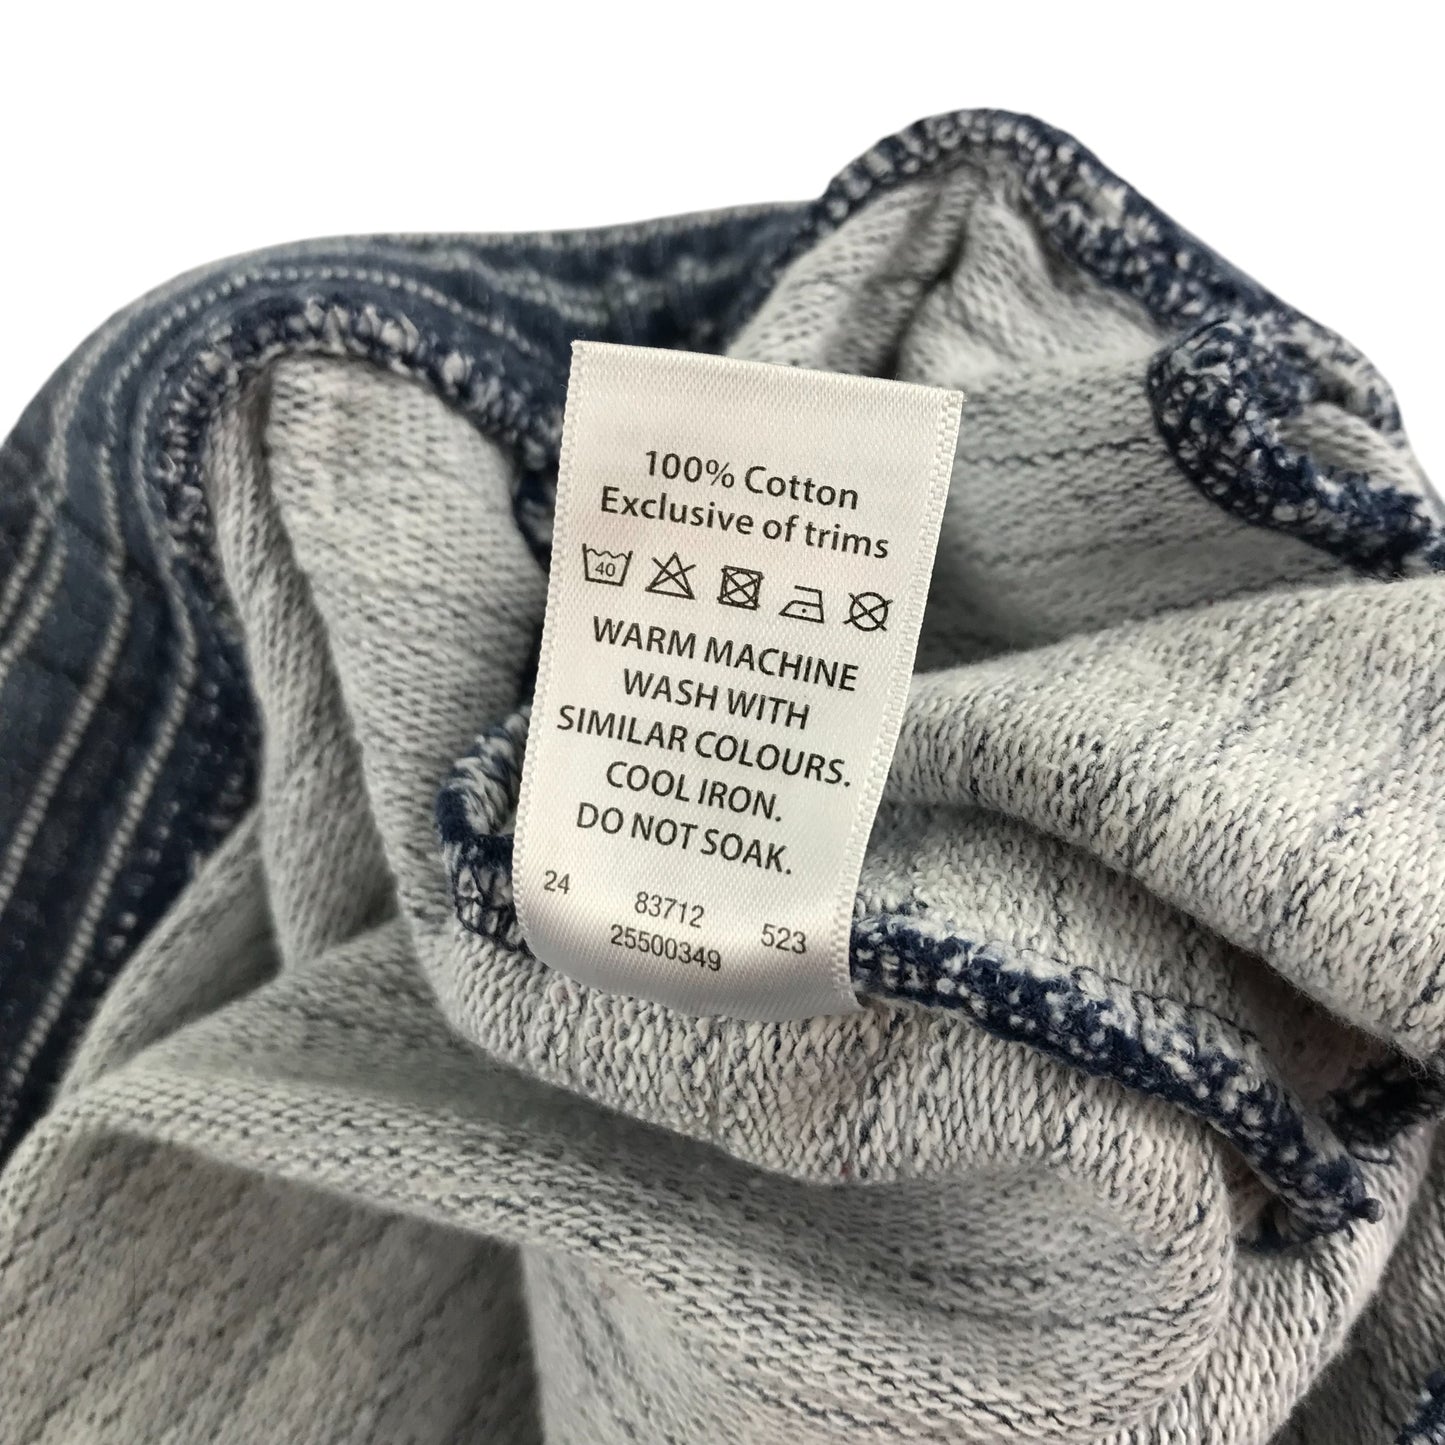 100% Cotton
Exclusive of trims
40
WARM MACHINE
WASH WITH
SIMILAR COLOURS.
COOL IRON.
DO NOT SOAK.
24 83712 523
25500349